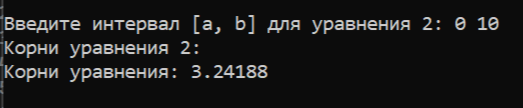 Введите интервал [a, b] для уравнения 2: 0 10
Корни уравнения 2:
Корни уравнения: 3.24188